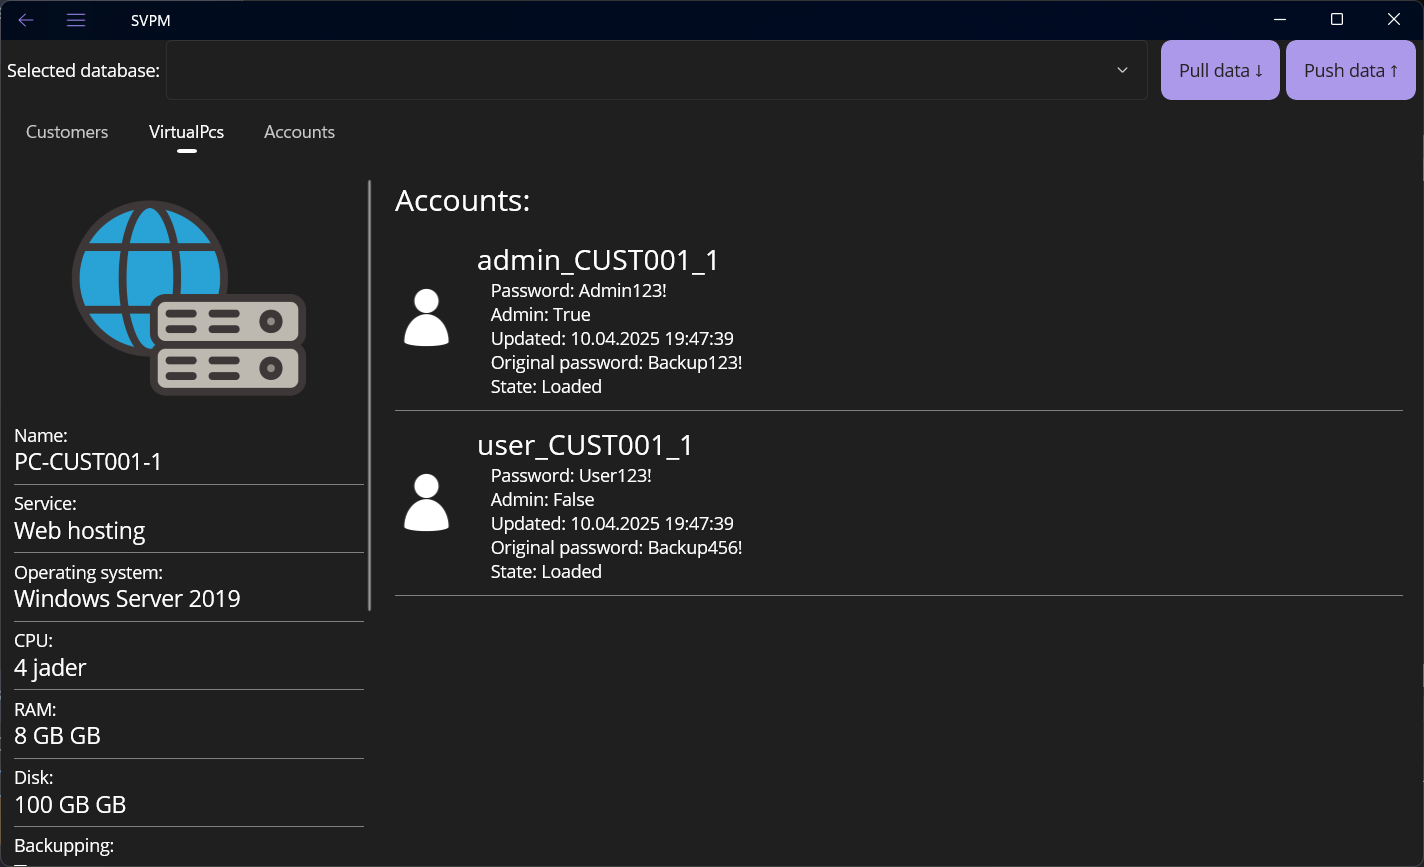 SVPM
Selected database:
Pull data ↓
Push data ↑
Customers
VirtualPcs
Accounts
Name:
PC-CUST001-1
Service:
Web hosting
Operating system:
Windows Server 2019
CPU:
4 jader
RAM:
8 GB GB
Disk:
100 GB GB
Backupping:
Accounts:
admin_CUST001_1
Password: Admin123!
Admin: True
Updated: 10.04.2025 19:47:39
Original password: Backup123!
State: Loaded
user_CUST001_1
Password: User123!
Admin: False
Updated: 10.04.2025 19:47:39
Original password: Backup456!
State: Loaded